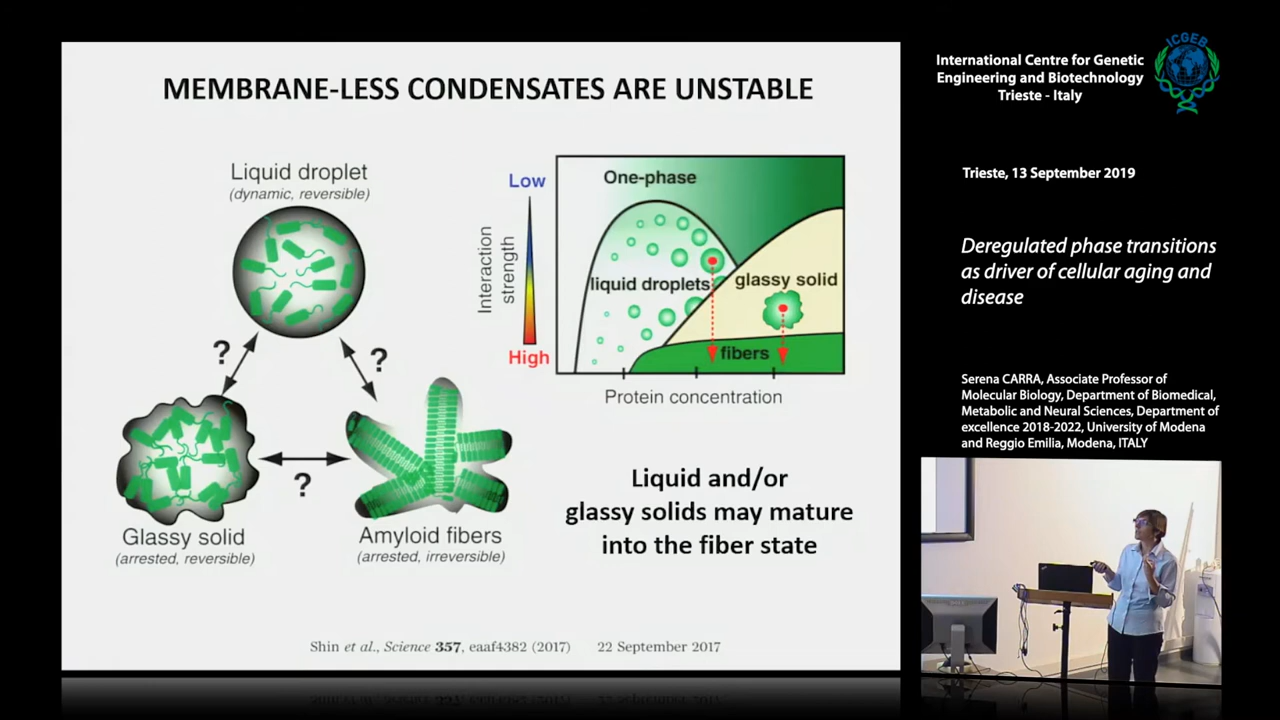 MEMBRANE-LESS CONDENSATES ARE UNSTABLE
Liquid droplet
(dynamic, reversible)
?
?
Glassy solid
(arrested, reversible)
?
Amyloid fibers
(arrested, irreversible)
Low
Interaction
strength
High
One-phase
liquid droplets
glassy solid
fibers
Protein concentration
Liquid and/or
glassy solids may mature
into the fiber state
Shin et al., Science 357, eaaf4382 (2017) 22 September 2017
International Centre for Genetic
Engineering and Biotechnology
Trieste - Italy
ICGEB
Trieste, 13 September 2019
Deregulated phase transitions
as driver of cellular aging and
disease
Serena CARRA, Associate Professor of
Molecular Biology, Department of Biomedical,
Metabolic and Neural Sciences, Department of
excellence 2018-2022, University of Modena
and Reggio Emilia, Modena, ITALY